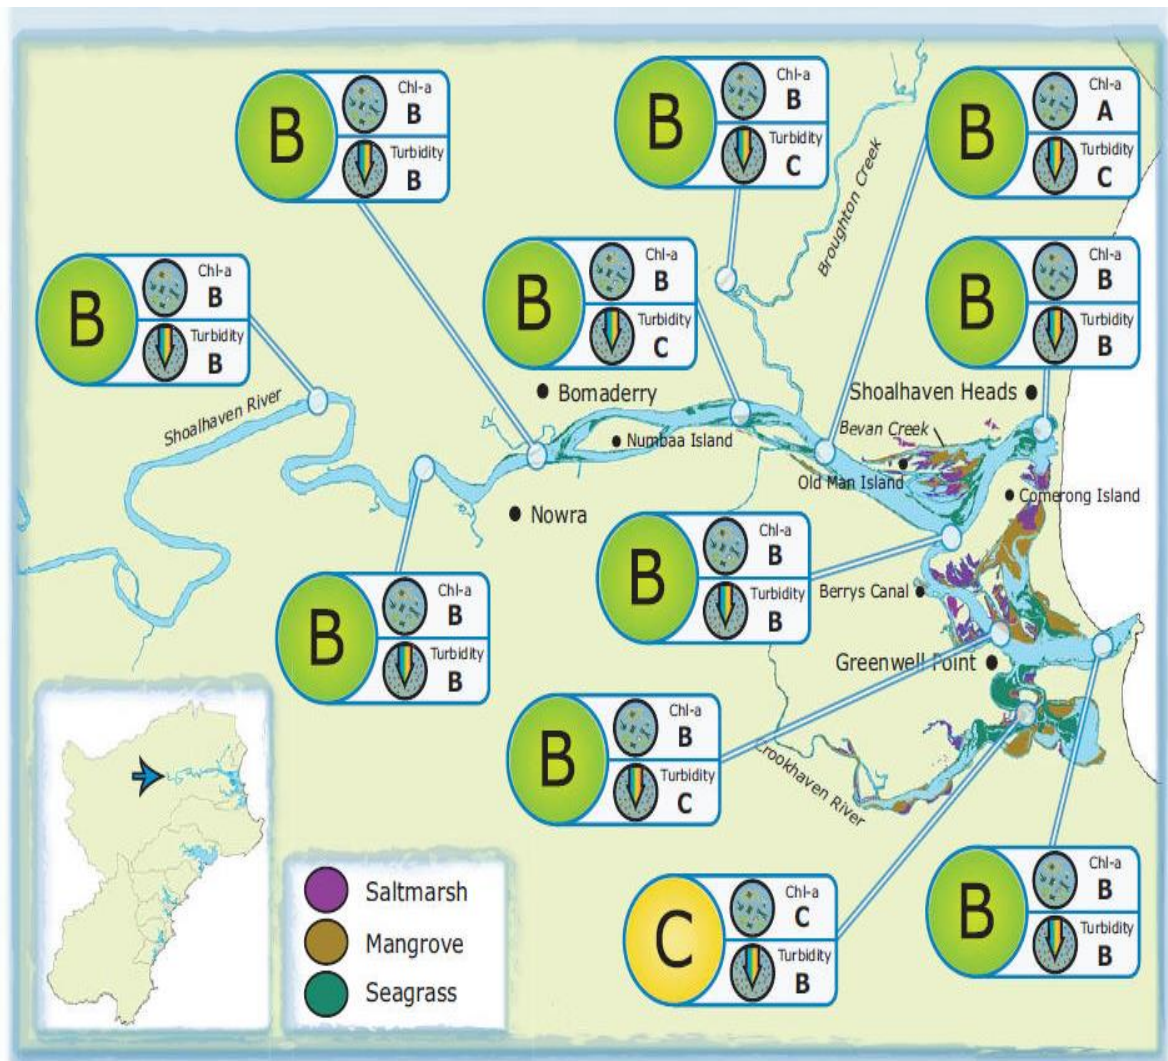 B
Chl-a
B
Turbidity
B
B
Chl-a
B
Turbidity
C
B
Chl-a
A
Turbidity
C
Broughton Creek
B
Chl-a
B
Turbidity
B
B
Chl-a
B
Turbidity
C
B
Chl-a
B
Turbidity
B
Shoalhaven River
Bomaderry
Shoalhaven Heads
Numbaa Island
Bevan Creek
Old Man Island
Comerong Island
Nowra
B
Chl-a
B
Turbidity
B
Berrys Canal
B
Chl-a
B
Turbidity
B
Greenwell Point
B
Chl-a
B
Turbidity
C
Crookhaven River
C
Chl-a
C
Turbidity
B
B
Chl-a
B
Turbidity
B
Saltmarsh
Mangrove
Seagrass